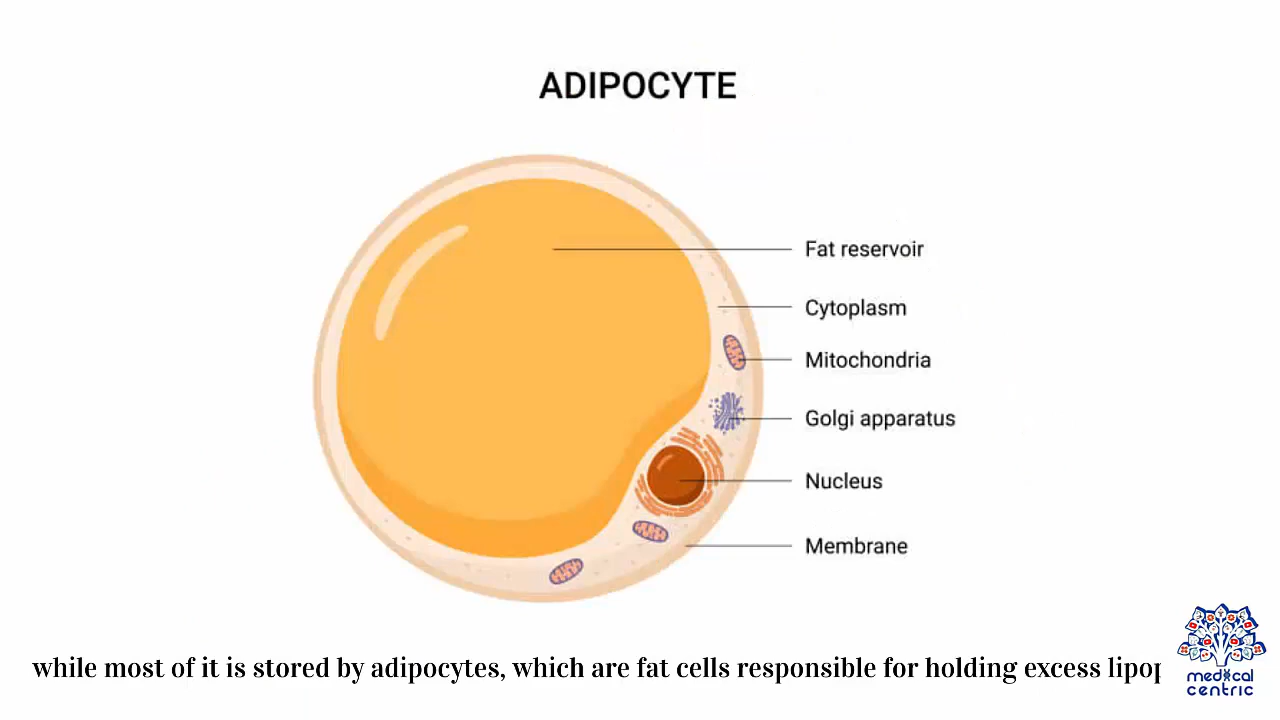 ADIPOCYTE
Fat reservoir
Cytoplasm
Mitochondria
Golgi apparatus
Nucleus
Membrane
while most of it is stored by adipocytes, which are fat cells responsible for holding excess lipop
medical
centric